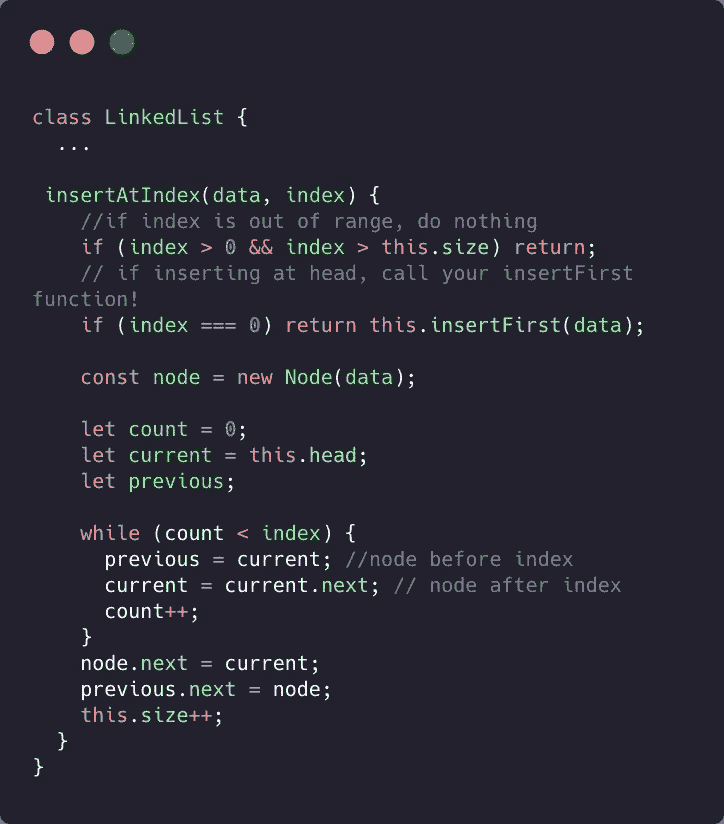 class LinkedList {
  ...

 insertAtIndex(data, index) {
    //if index is out of range, do nothing
    if (index > 0 && index > this.size) return;
    // if inserting at head, call your insertFirst
function!
    if (index === 0) return this.insertFirst(data);

    const node = new Node(data);

    let count = 0;
    let current = this.head;
    let previous;

    while (count < index) {
      previous = current; //node before index
      current = current.next; // node after index
      count++;
    }
    node.next = current;
    previous.next = node;
    this.size++;
  }
}